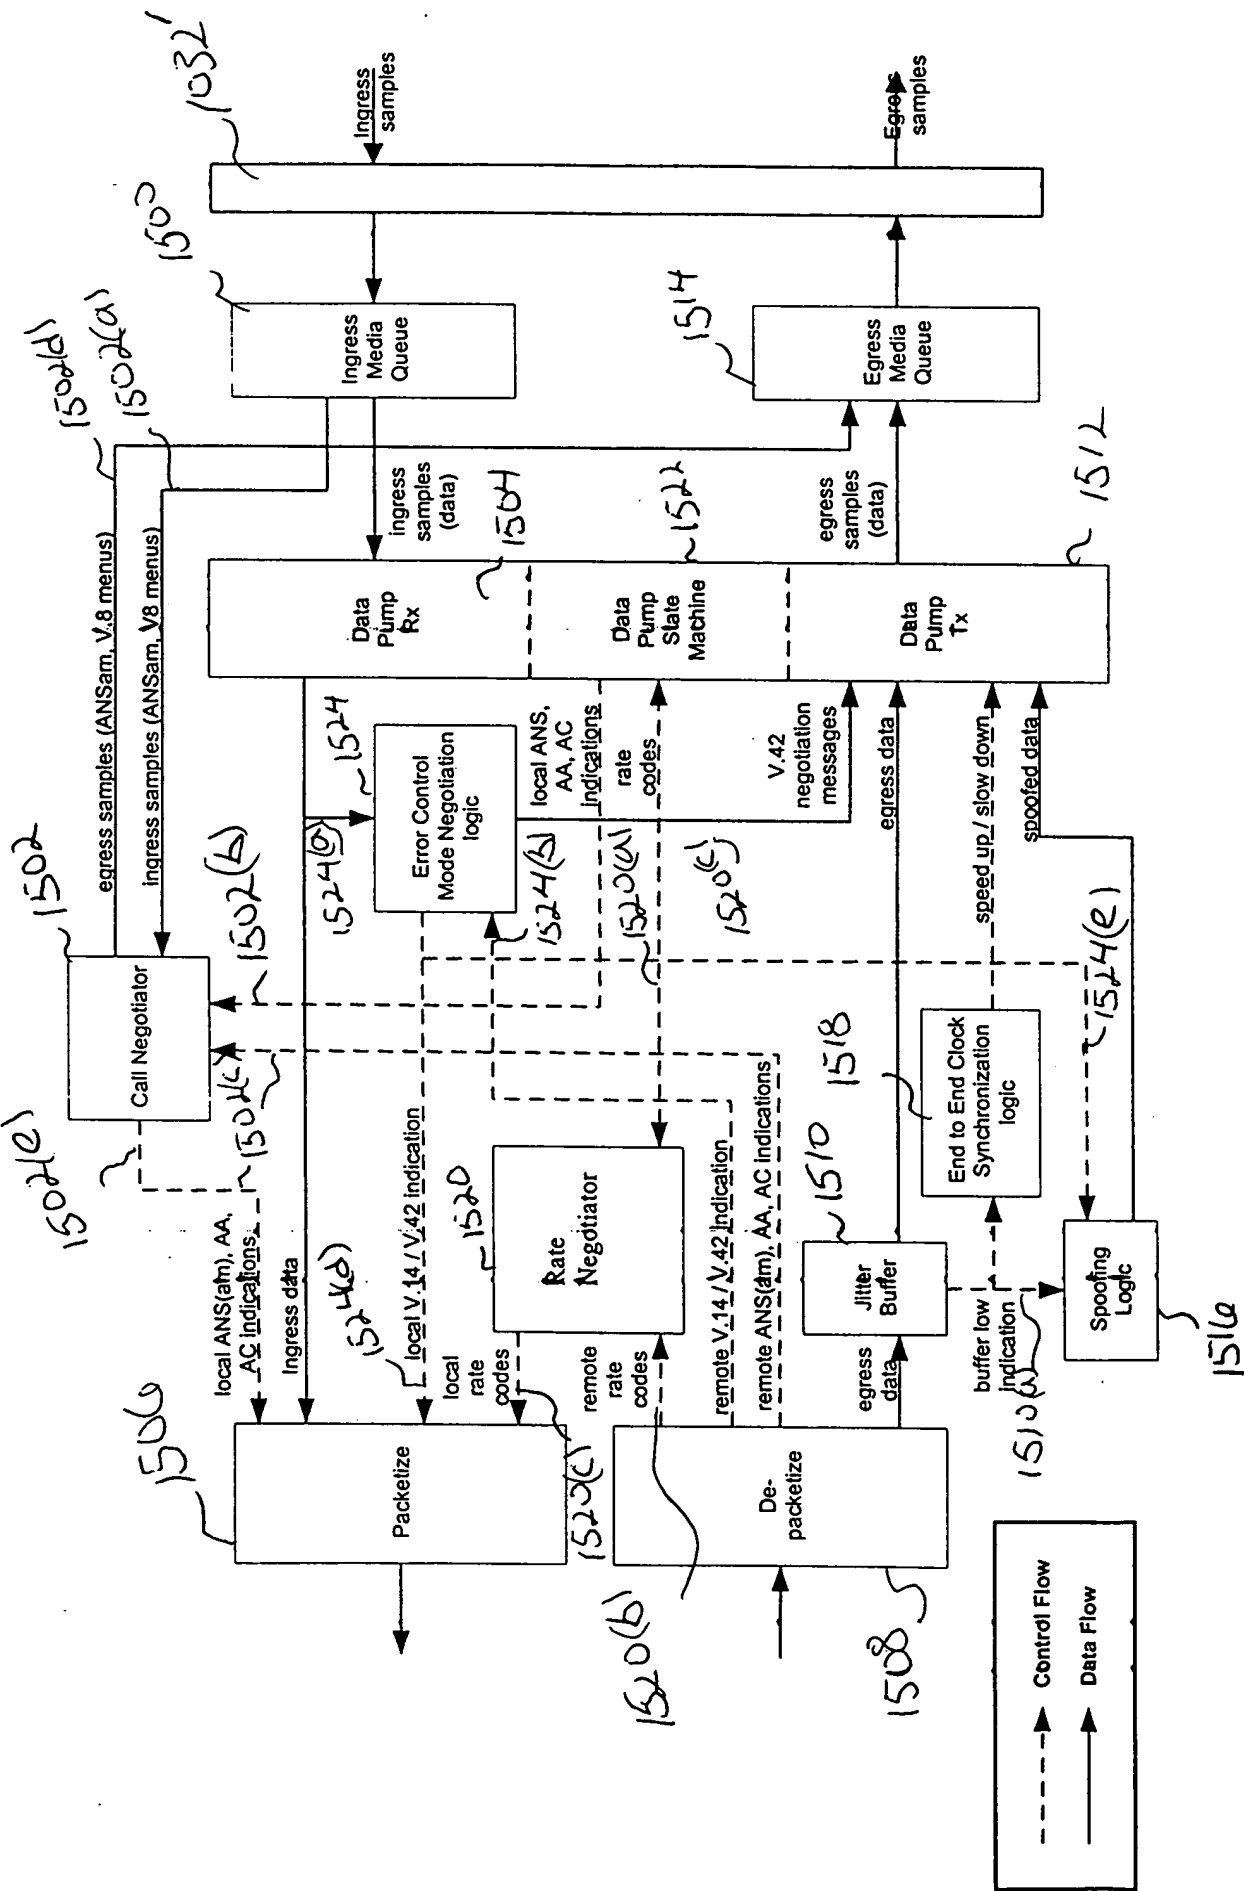 1032'
Ingress
samples
Egress
samples
1500
Ingress
Media
Queue
1514
Egress
Media
Queue
1502(d)
1502(a)
egress samples (ANSam, V.8 menus)
ingress samples (ANSam, V8 menus)
ingress
samples
(data)
1504
1522
egress
samples
(data)
1512
Data
Pump
Rx
Data
Pump
State
Machine
Data
Pump
Tx
1502
Call Negotiator
1502(b)
1502(c)
1502(e)
1524(a)
1524
Error Control
Mode Negotiation
logic
1524(b)
local ANS,
AA, AC
indications
rate
codes
1520(a)
V.42
negotiation
messages
egress data
speed up / slow down
spoofed data
1524(e)
local ANS(am), AA,
AC indications
Ingress data
1524(d)
local V.14 / V.42 indication
local
rate
codes
1520
Rate
Negotiator
remote
rate
codes
remote V.14 / V.42 indication
remote ANS(am), AA, AC indications
1510
Jitter
Buffer
egress
data
1518
End to End Clock
Synchronization
logic
buffer low
indication
1510(a)
Spoofing
Logic
1516
1506
Packetize
1520(c)
De-
packetize
1520(b)
1508
Control Flow
Data Flow